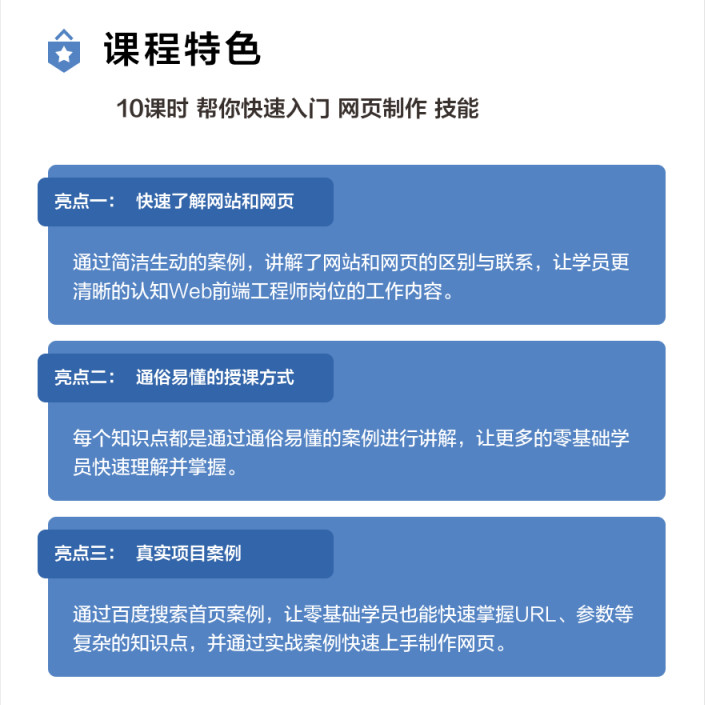 课程特色
10课时 帮你快速入门 网页制作 技能
亮点一： 快速了解网站和网页
通过简洁生动的案例，讲解了网站和网页的区别与联系，让学员更
清晰的认知Web前端工程师岗位的工作内容。
亮点二： 通俗易懂的授课方式
每个知识点都是通过通俗易懂的案例进行讲解，让更多的零基础学
员快速理解并掌握。
亮点三： 真实项目案例
通过百度搜索首页案例，让零基础学员也能快速掌握URL、参数等
复杂的知识点，并通过实战案例快速上手制作网页。